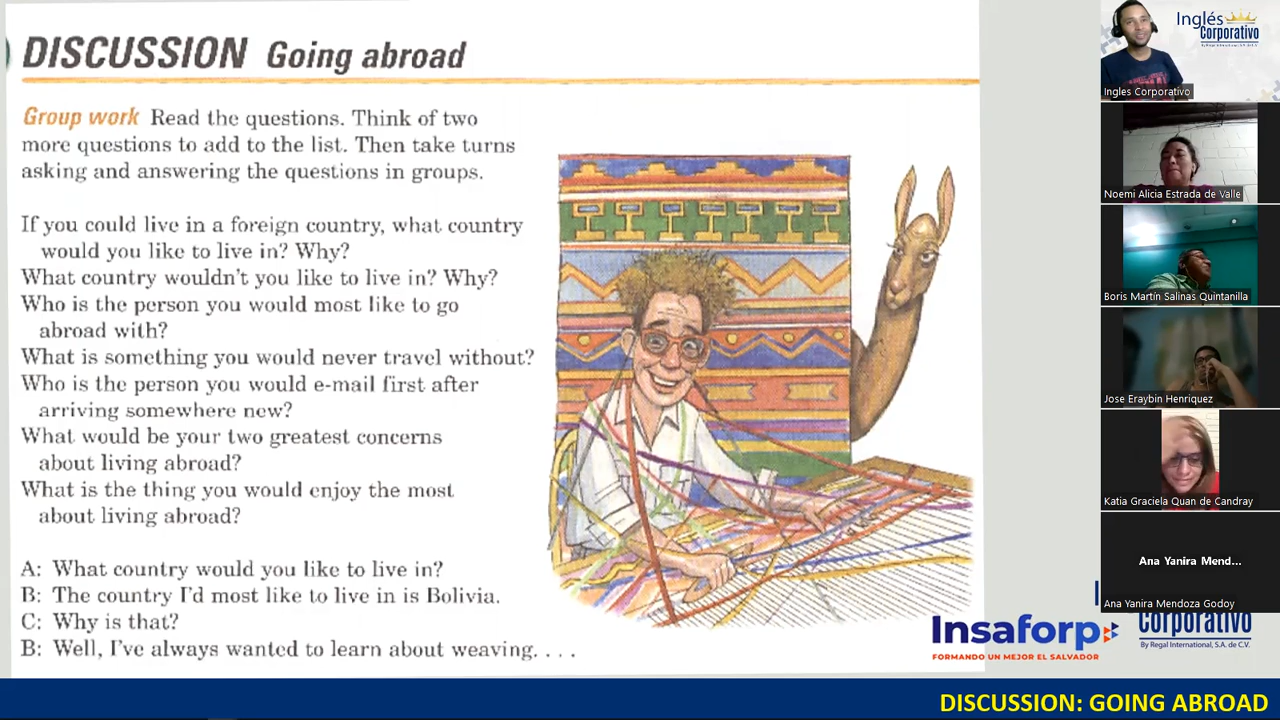 DISCUSSION Going abroad
Group work Read the questions. Think of two
more questions to add to the list. Then take turns
asking and answering the questions in groups.
If you could live in a foreign country, what country
would you like to live in? Why?
What country wouldn't you like to live in? Why?
Who is the person you would most like to go
abroad with?
What is something you would never travel without?
Who is the person you would e-mail first after
arriving somewhere new?
What would be your two greatest concerns
about living abroad?
What is the thing you would enjoy the most
about living abroad?
A: What country would you like to live in?
B: The country I'd most like to live in is Bolivia.
C: Why is that?
B: Well, I've always wanted to learn about weaving. . . .
Inglés
Corporativo
Ingles Corporativo
Noemi Alicia Estrada de Valle
Boris Martín Salinas Quintanilla
Jose Eraybin Henriquez
Katia Graciela Quan de Candray
Ana Yanira Mend...
Ana Yanira Mendoza Godoy
Insaforp
FORMANDO UN MEJOR EL SALVADOR
Corporativo
By Regal International, S.A. de C.V.
DISCUSSION: GOING ABROAD